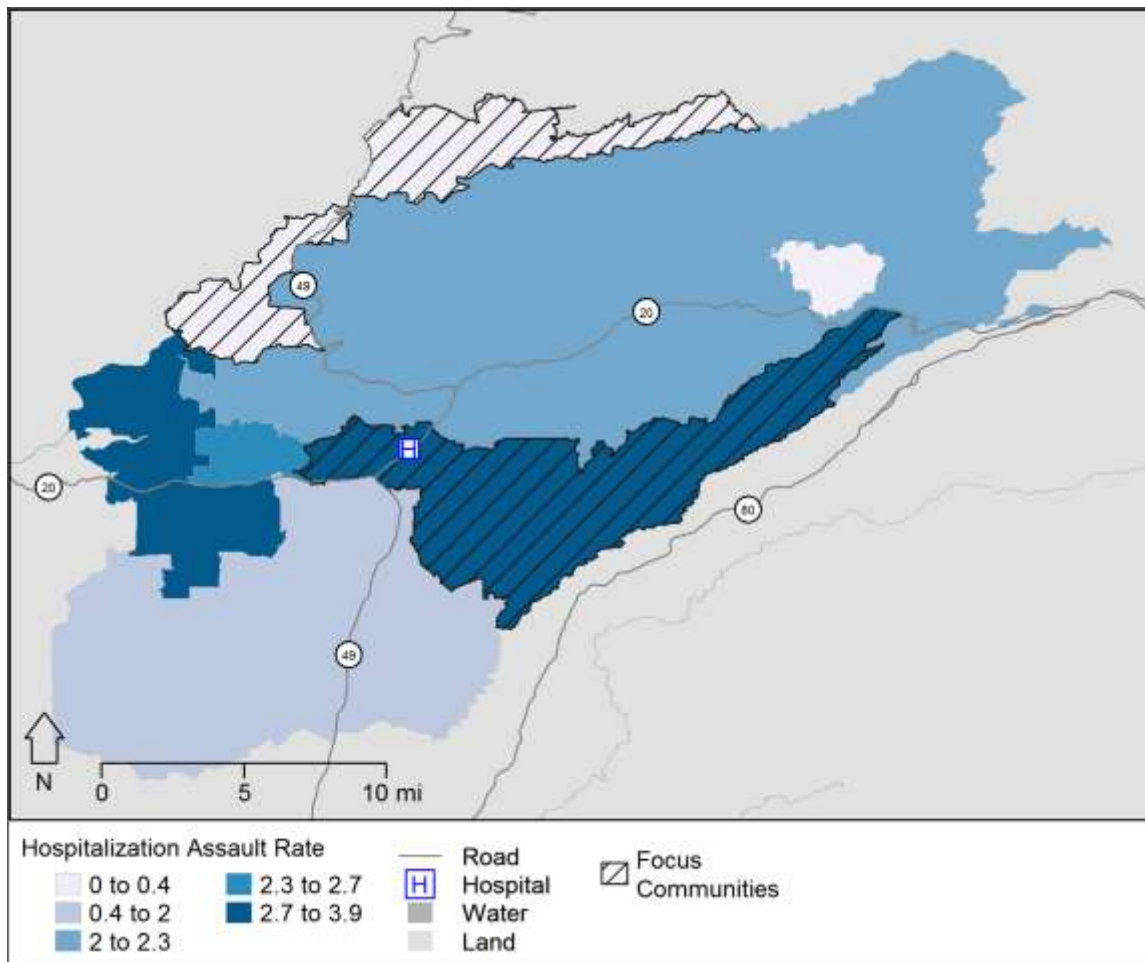 49
20
20
80
49
N
0 5 10 mi
Hospitalization Assault Rate
0 to 0.4
0.4 to 2
2 to 2.3
2.3 to 2.7
2.7 to 3.9
Road
Hospital
Water
Land
Focus
Communities
H
H